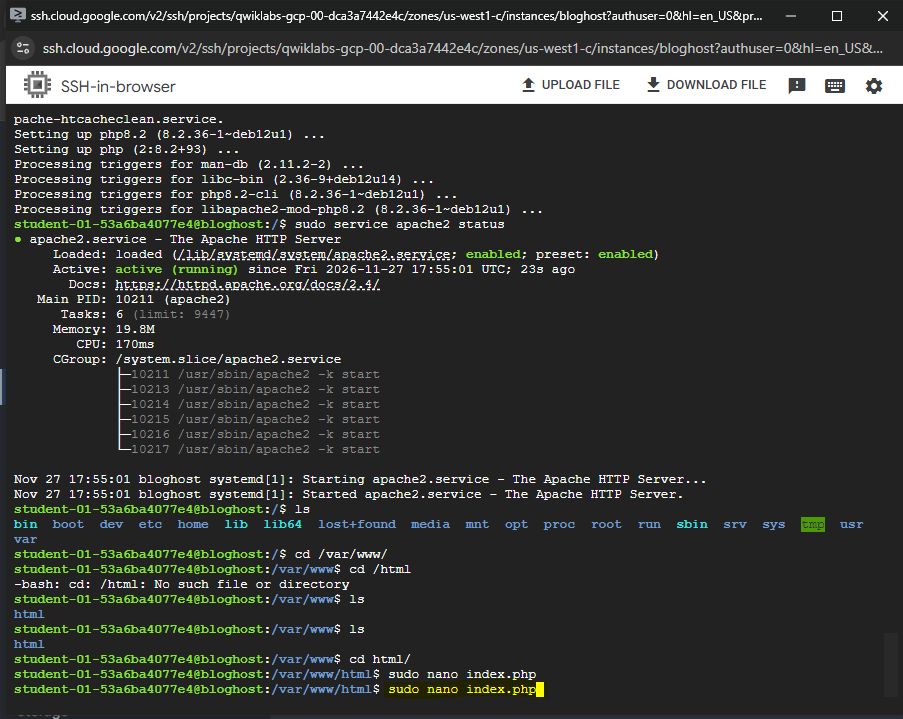 ssh.cloud.google.com/v2/ssh/projects/qwiklabs-gcp-00-dca3a7442e4c/zones/us-west1-c/instances/bloghost?authuser=0&hl=en_US&pr...
ssh.cloud.google.com/v2/ssh/projects/qwiklabs-gcp-00-dca3a7442e4c/zones/us-west1-c/instances/bloghost?authuser=0&hl=en_US&...
SSH-in-browser
UPLOAD FILE
DOWNLOAD FILE
pache-htcacheclean.service.
Setting up php8.2 (8.2.36-1~deb12u1) ...
Setting up php (2:8.2+93) ...
Processing triggers for man-db (2.11.2-2) ...
Processing triggers for libc-bin (2.36-9+deb12u14) ...
Processing triggers for php8.2-cli (8.2.36-1~deb12u1) ...
Processing triggers for libapache2-mod-php8.2 (8.2.36-1~deb12u1) ...
student-01-53a6ba4077e4@bloghost:/$ sudo service apache2 status
● apache2.service - The Apache HTTP Server
Loaded: loaded (/lib/systemd/system/apache2.service; enabled; preset: enabled)
Active: active (running) since Fri 2026-11-27 17:55:01 UTC; 23s ago
Docs: https://httpd.apache.org/docs/2.4/
Main PID: 10211 (apache2)
Tasks: 6 (limit: 9447)
Memory: 19.8M
CPU: 170ms
CGroup: /system.slice/apache2.service
├─10211 /usr/sbin/apache2 -k start
├─10213 /usr/sbin/apache2 -k start
├─10214 /usr/sbin/apache2 -k start
├─10215 /usr/sbin/apache2 -k start
├─10216 /usr/sbin/apache2 -k start
└─10217 /usr/sbin/apache2 -k start
Nov 27 17:55:01 bloghost systemd[1]: Starting apache2.service - The Apache HTTP Server...
Nov 27 17:55:01 bloghost systemd[1]: Started apache2.service - The Apache HTTP Server.
student-01-53a6ba4077e4@bloghost:/$ ls
bin boot dev etc home lib lib64 lost+found media mnt opt proc root run sbin srv sys tmp usr
var
student-01-53a6ba4077e4@bloghost:/$ cd /var/www/
student-01-53a6ba4077e4@bloghost:/var/www$ cd /html
-bash: cd: /html: No such file or directory
student-01-53a6ba4077e4@bloghost:/var/www$ ls
html
student-01-53a6ba4077e4@bloghost:/var/www$ ls
html
student-01-53a6ba4077e4@bloghost:/var/www$ cd html/
student-01-53a6ba4077e4@bloghost:/var/www/html$ sudo nano index.php
student-01-53a6ba4077e4@bloghost:/var/www/html$ sudo nano index.php